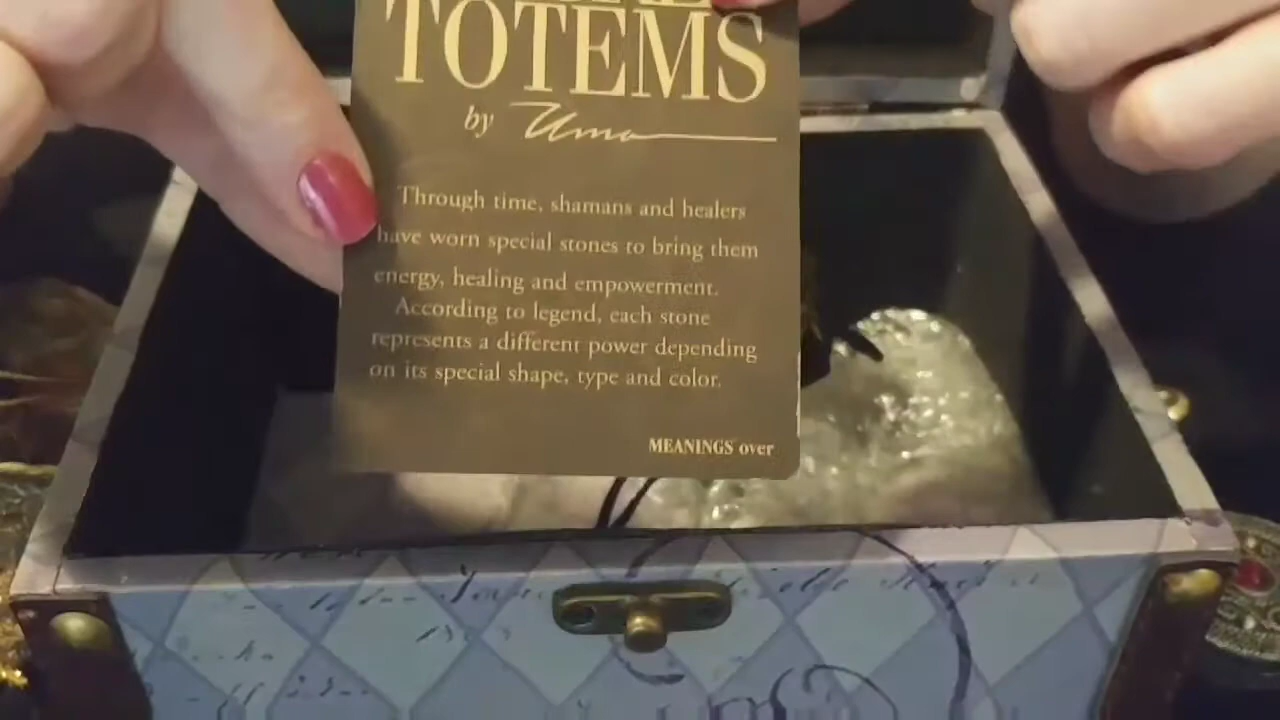 TOTEMS
by Uma
Through time, shamans and healers
have worn special stones to bring them
energy, healing and empowerment.
According to legend, each stone
represents a different power depending
on its special shape, type and color.
MEANINGS over